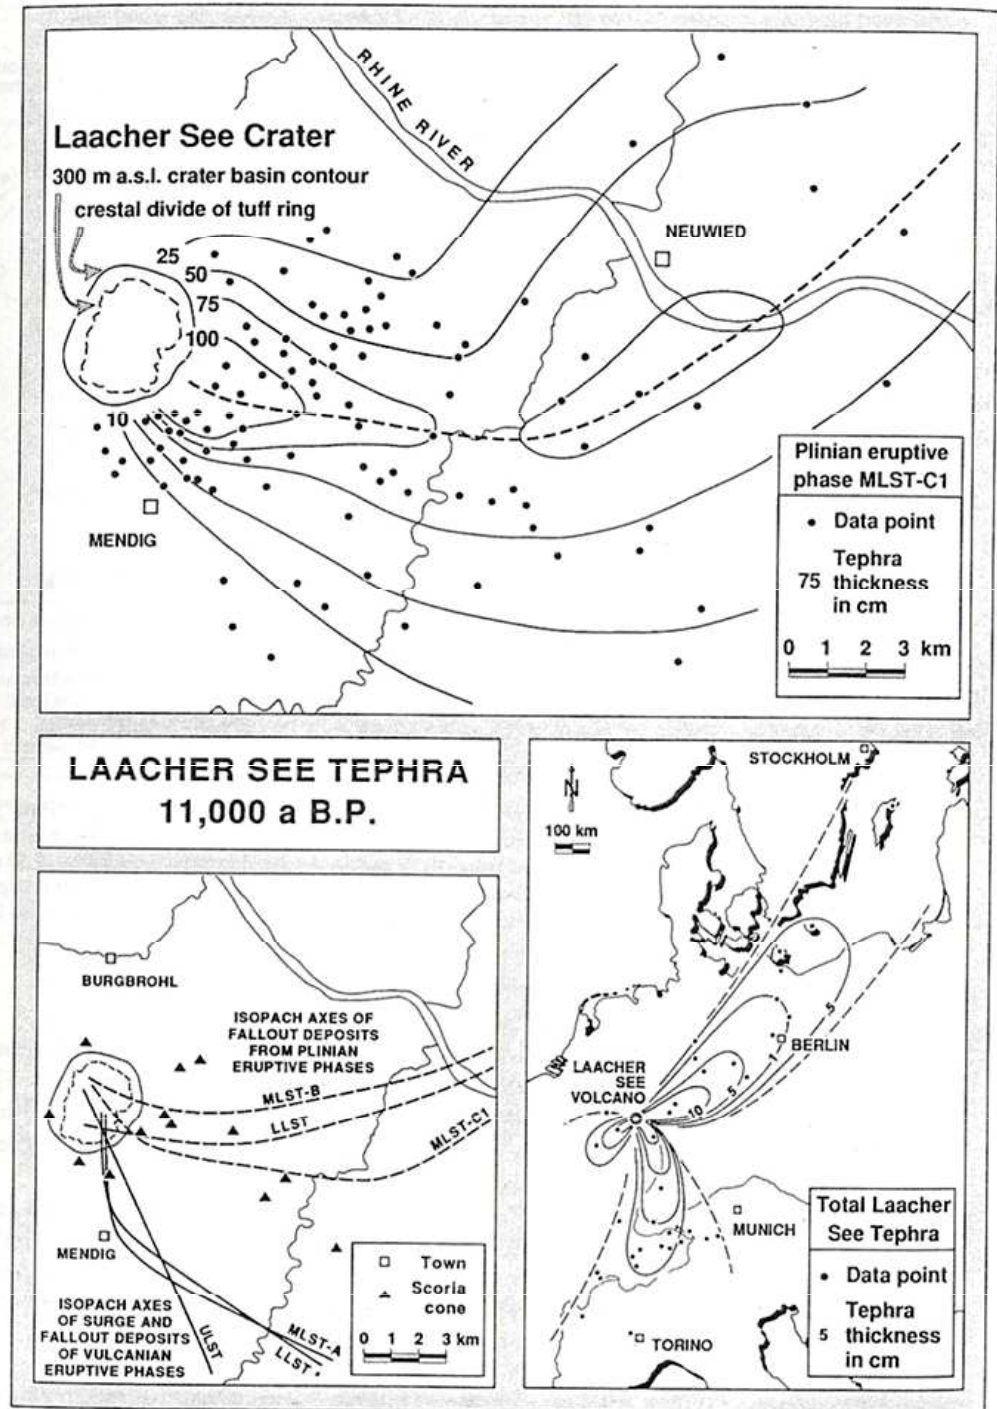 RHINE RIVER
Laacher See Crater
300 m a.s.l. crater basin contour
crestal divide of tuff ring
25
50
75
100
10
NEUWIED
MENDIG
Plinian eruptive
phase MLST-C1
Data point
Tephra
75 thickness
in cm
0 1 2 3 km
LAACHER SEE TEPHRA
11,000 a B.P.
BURGBROHL
ISOPACH AXES OF
FALLOUT DEPOSITS
FROM PLINIAN
ERUPTIVE PHASES
MLST-B
LLST
MLST-C1
MENDIG
ISOPACH AXES
OF SURGE AND
FALLOUT DEPOSITS
OF VULCANIAN
ERUPTIVE PHASES
ULST
MLST-A
LLST
Town
Scoria
cone
0 1 2 3 km
STOCKHOLM
N
100 km
5
1
BERLIN
LAACHER
SEE
VOLCANO
5
10
MUNICH
TORINO
Total Laacher
See Tephra
Data point
Tephra
5 thickness
in cm